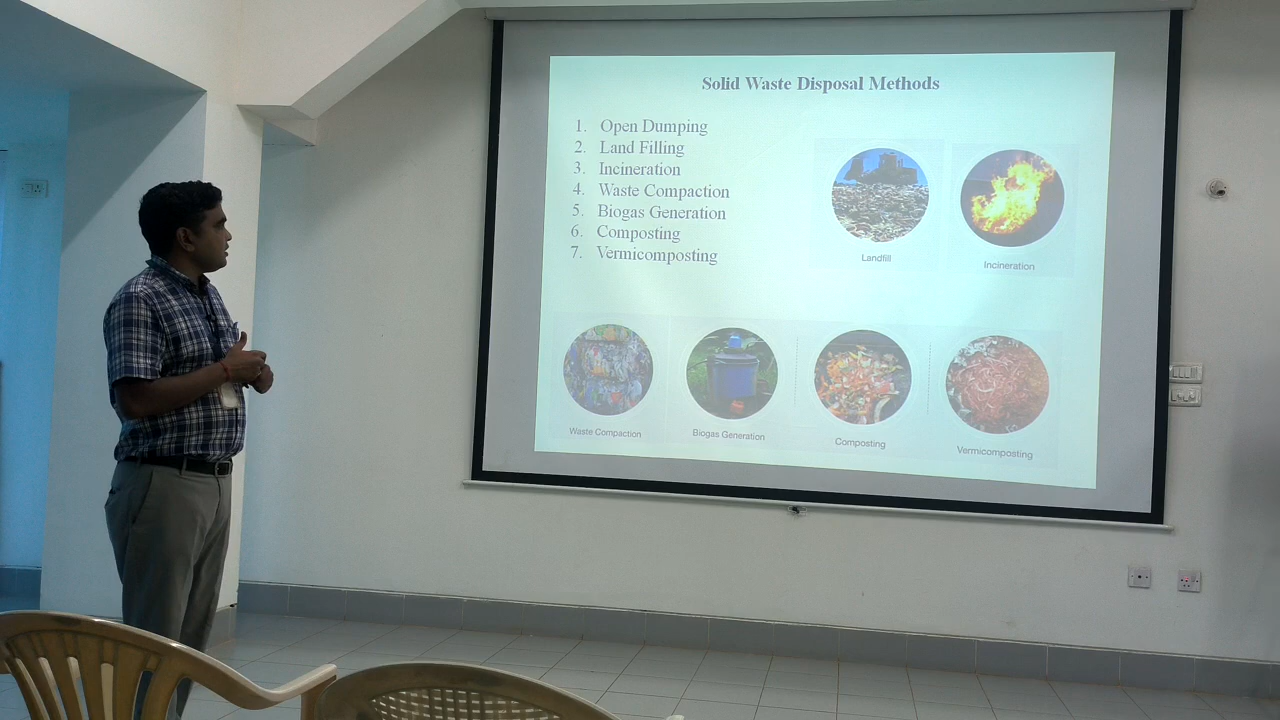 Solid Waste Disposal Methods
1. Open Dumping
2. Land Filling
3. Incineration
4. Waste Compaction
5. Biogas Generation
6. Composting
7. Vermicomposting
Landfill
Incineration
Waste Compaction
Biogas Generation
Composting
Vermicomposting